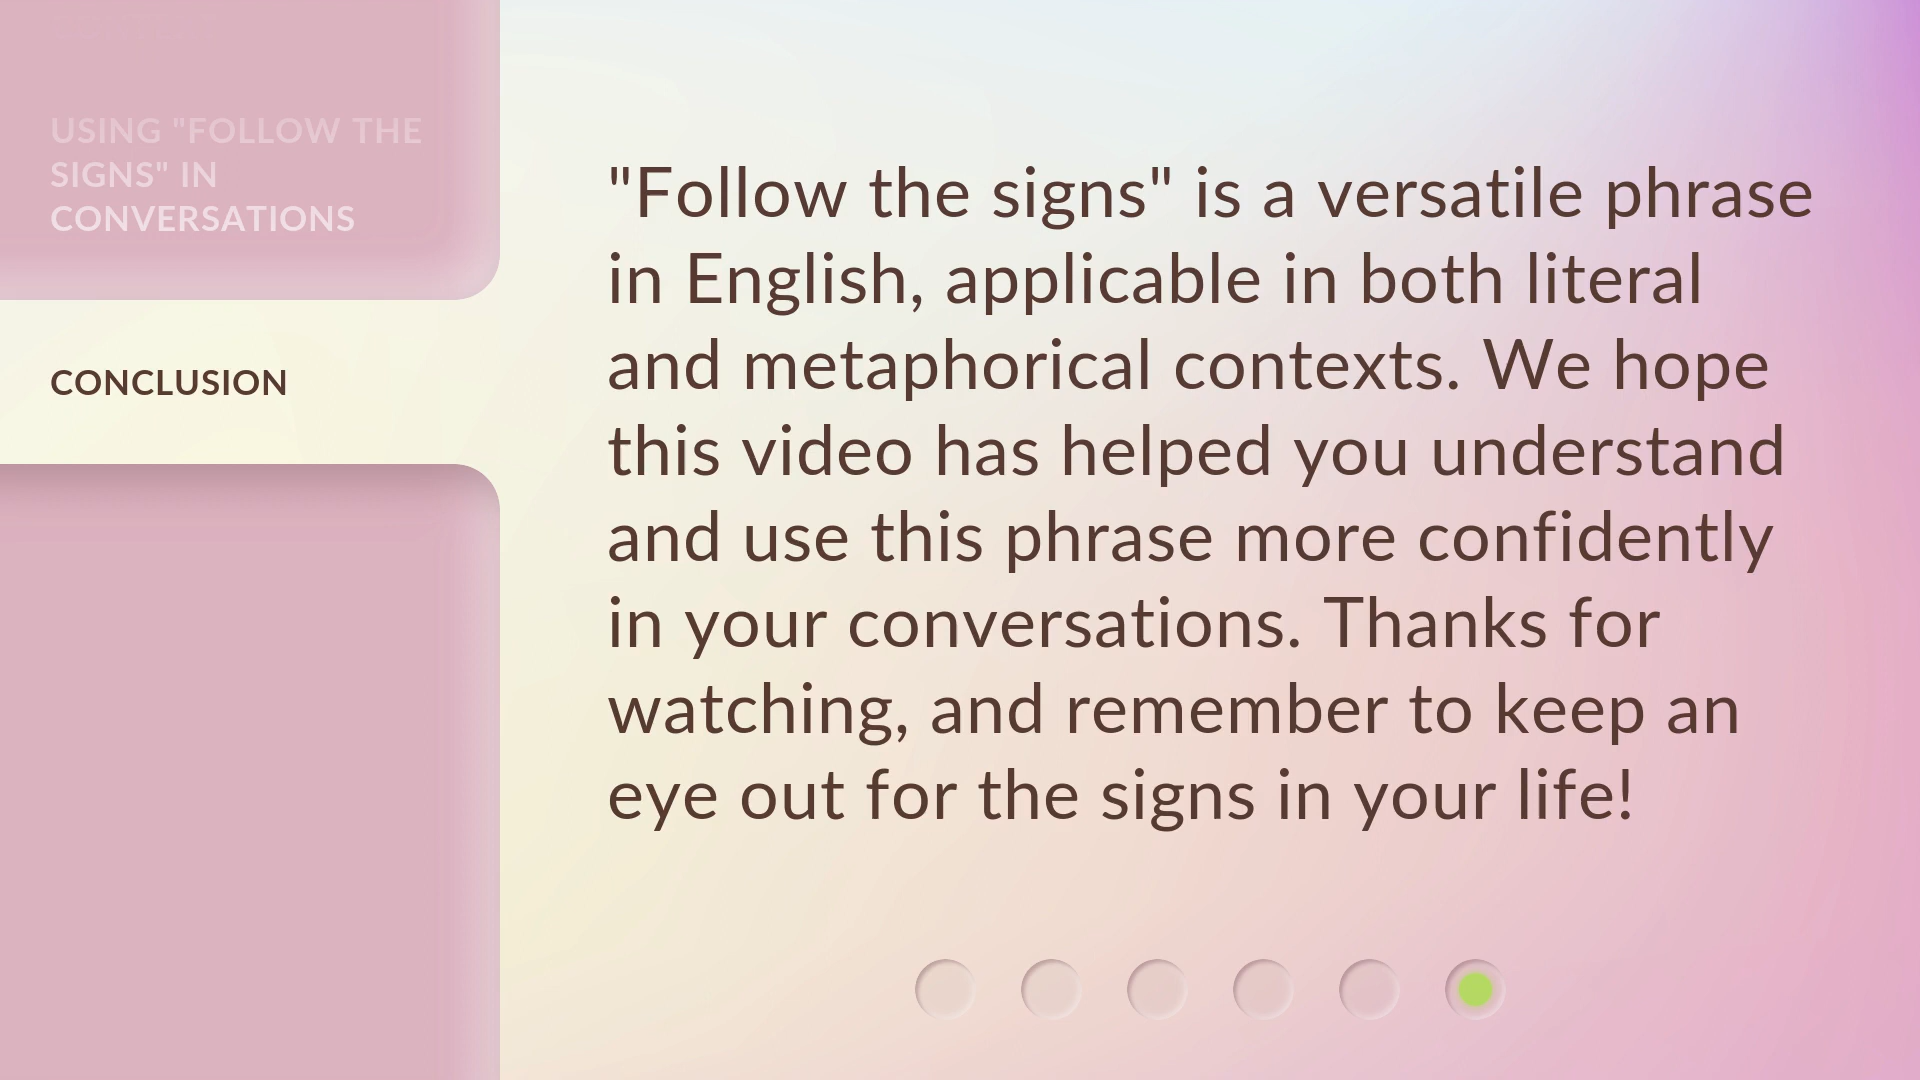 USING "FOLLOW THE
SIGNS" IN
CONVERSATIONS
CONCLUSION
"Follow the signs" is a versatile phrase
in English, applicable in both literal
and metaphorical contexts. We hope
this video has helped you understand
and use this phrase more confidently
in your conversations. Thanks for
watching, and remember to keep an
eye out for the signs in your life!